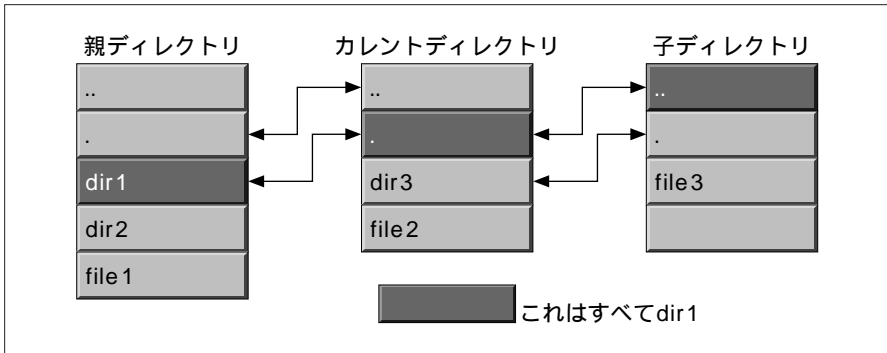 親ディレクトリ
..
.
dir1
dir2
file1
カレントディレクトリ
..
.
dir3
file2
子ディレクトリ
..
.
file3
これはすべてdir1